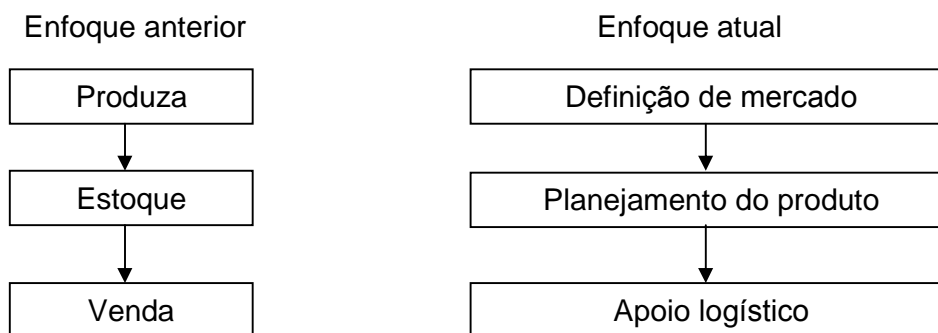 Enfoque anterior
Enfoque atual
Produza
Definição de mercado
Estoque
Planejamento do produto
Venda
Apoio logístico